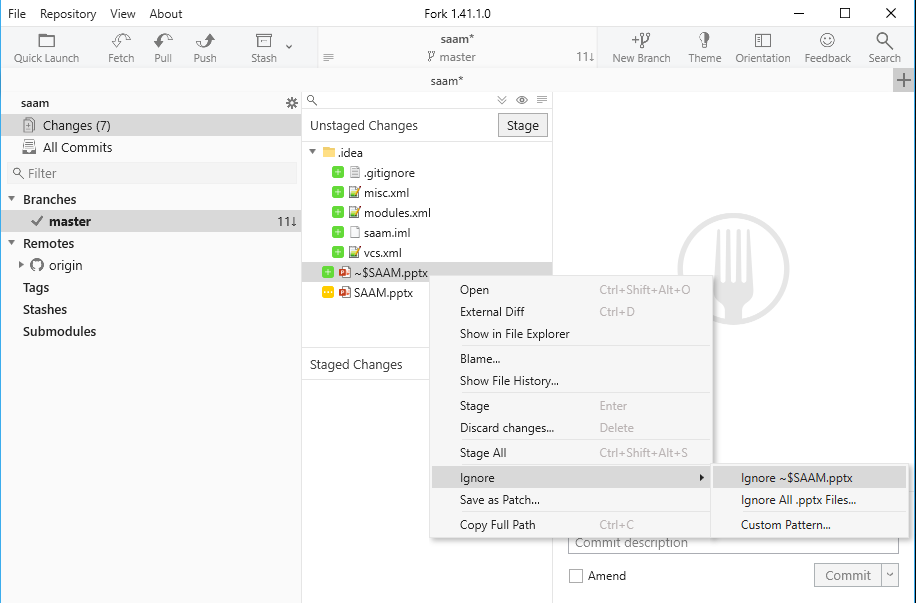 File Repository View About Fork 1.41.1.0
saam*
Quick Launch Fetch Pull Push Stash master 11↓ New Branch Theme Orientation Feedback Search
saam*
saam
Changes (7)
All Commits
Filter
Branches
master 11↓
Remotes
origin
Tags
Stashes
Submodules
Unstaged Changes Stage
.idea
.gitignore
misc.xml
modules.xml
saam.iml
vcs.xml
~$SAAM.pptx
SAAM.pptx
Staged Changes
Open Ctrl+Shift+Alt+O
External Diff Ctrl+D
Show in File Explorer
Blame...
Show File History...
Stage Enter
Discard changes... Delete
Stage All Ctrl+Shift+Alt+S
Ignore
Save as Patch...
Copy Full Path Ctrl+C
Ignore ~$SAAM.pptx
Ignore All .pptx Files...
Custom Pattern...
Commit description
Amend Commit